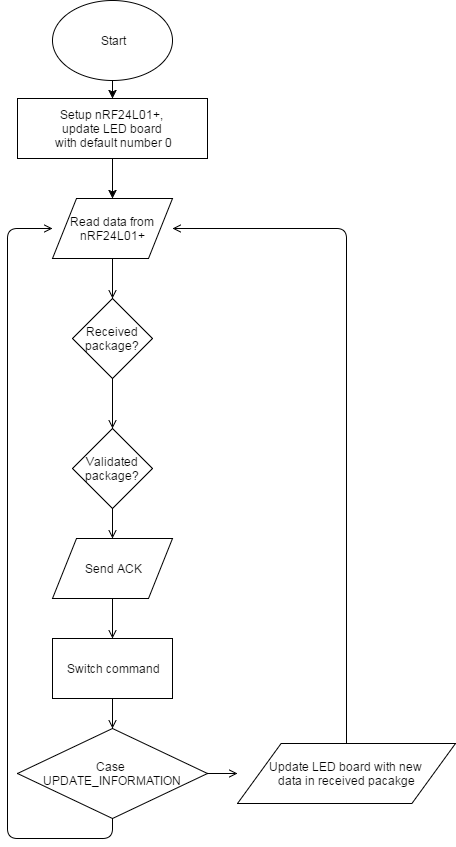 Start
Setup nRF24L01+,
update LED board
with default number 0
Read data from
nRF24L01+
Received
package?
Validated
package?
Send ACK
Switch command
Case
UPDATE_INFORMATION
Update LED board with new
data in received pacakge